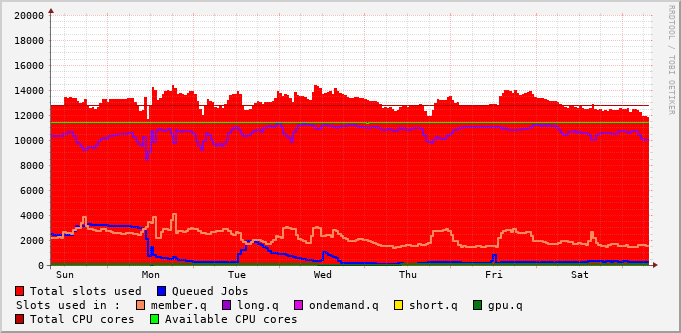 20000
18000
16000
14000
12000
10000
8000
6000
4000
2000
0
Sun Mon Tue Wed Thu Fri Sat
RRDTOOL / TOBI OETIKER
Total slots used Queued Jobs
Slots used in : member.q long.q ondemand.q short.q gpu.q
Total CPU cores Available CPU cores